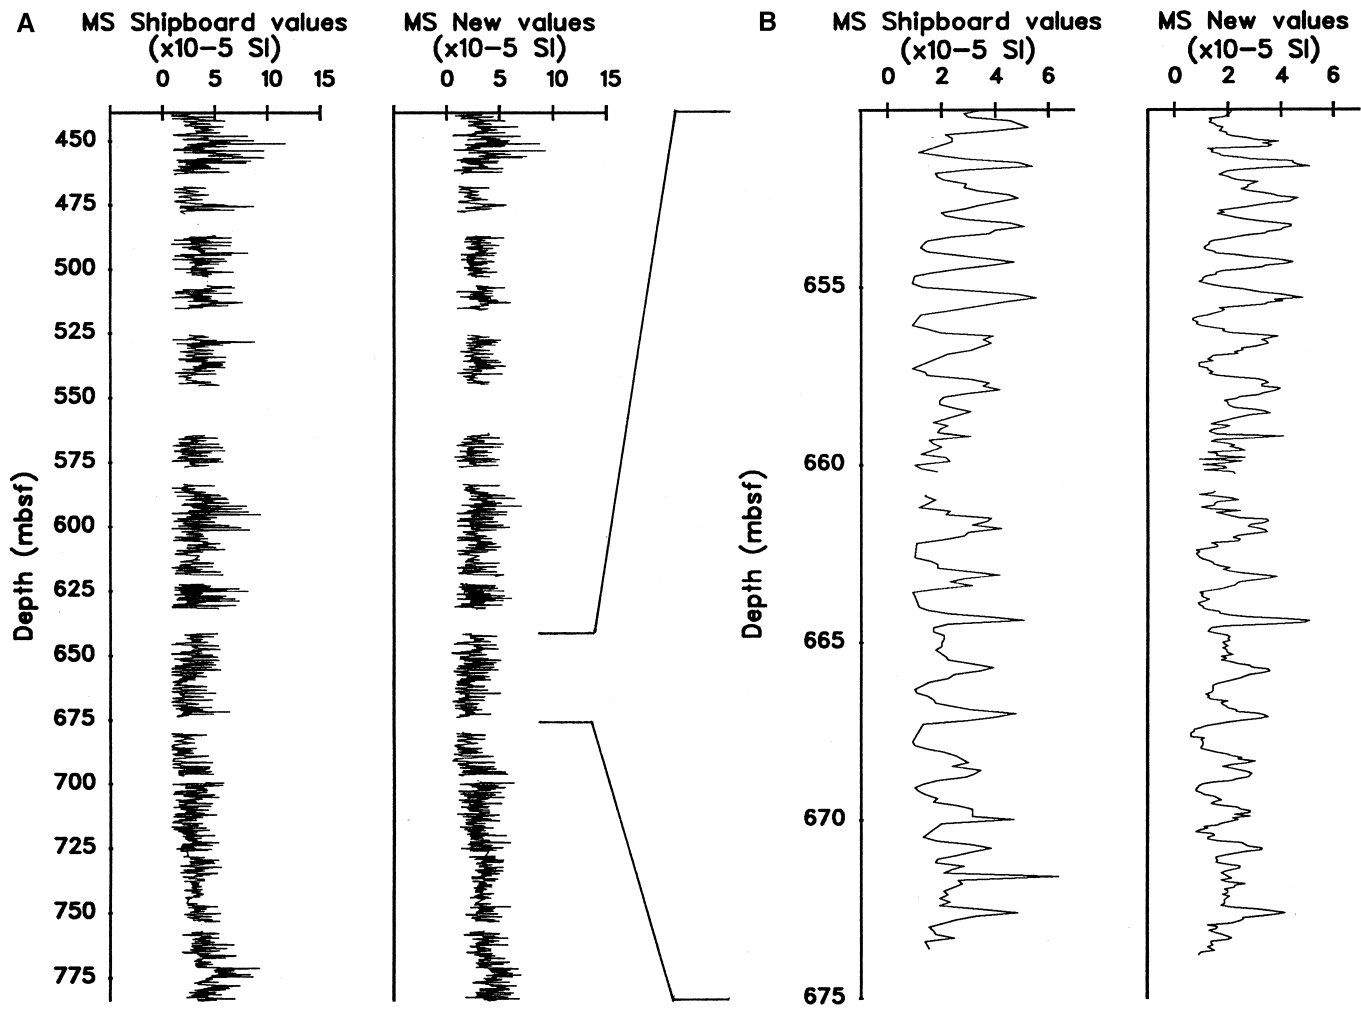 A
MS Shipboard values
(x10-5 SI)
0 5 10 15
MS New values
(x10-5 SI)
0 5 10 15
Depth (mbsf)
450
475
500
525
550
575
600
625
650
675
700
725
750
775
B
MS Shipboard values
(x10-5 SI)
0 2 4 6
MS New values
(x10-5 SI)
0 2 4 6
Depth (mbsf)
655
660
665
670
675